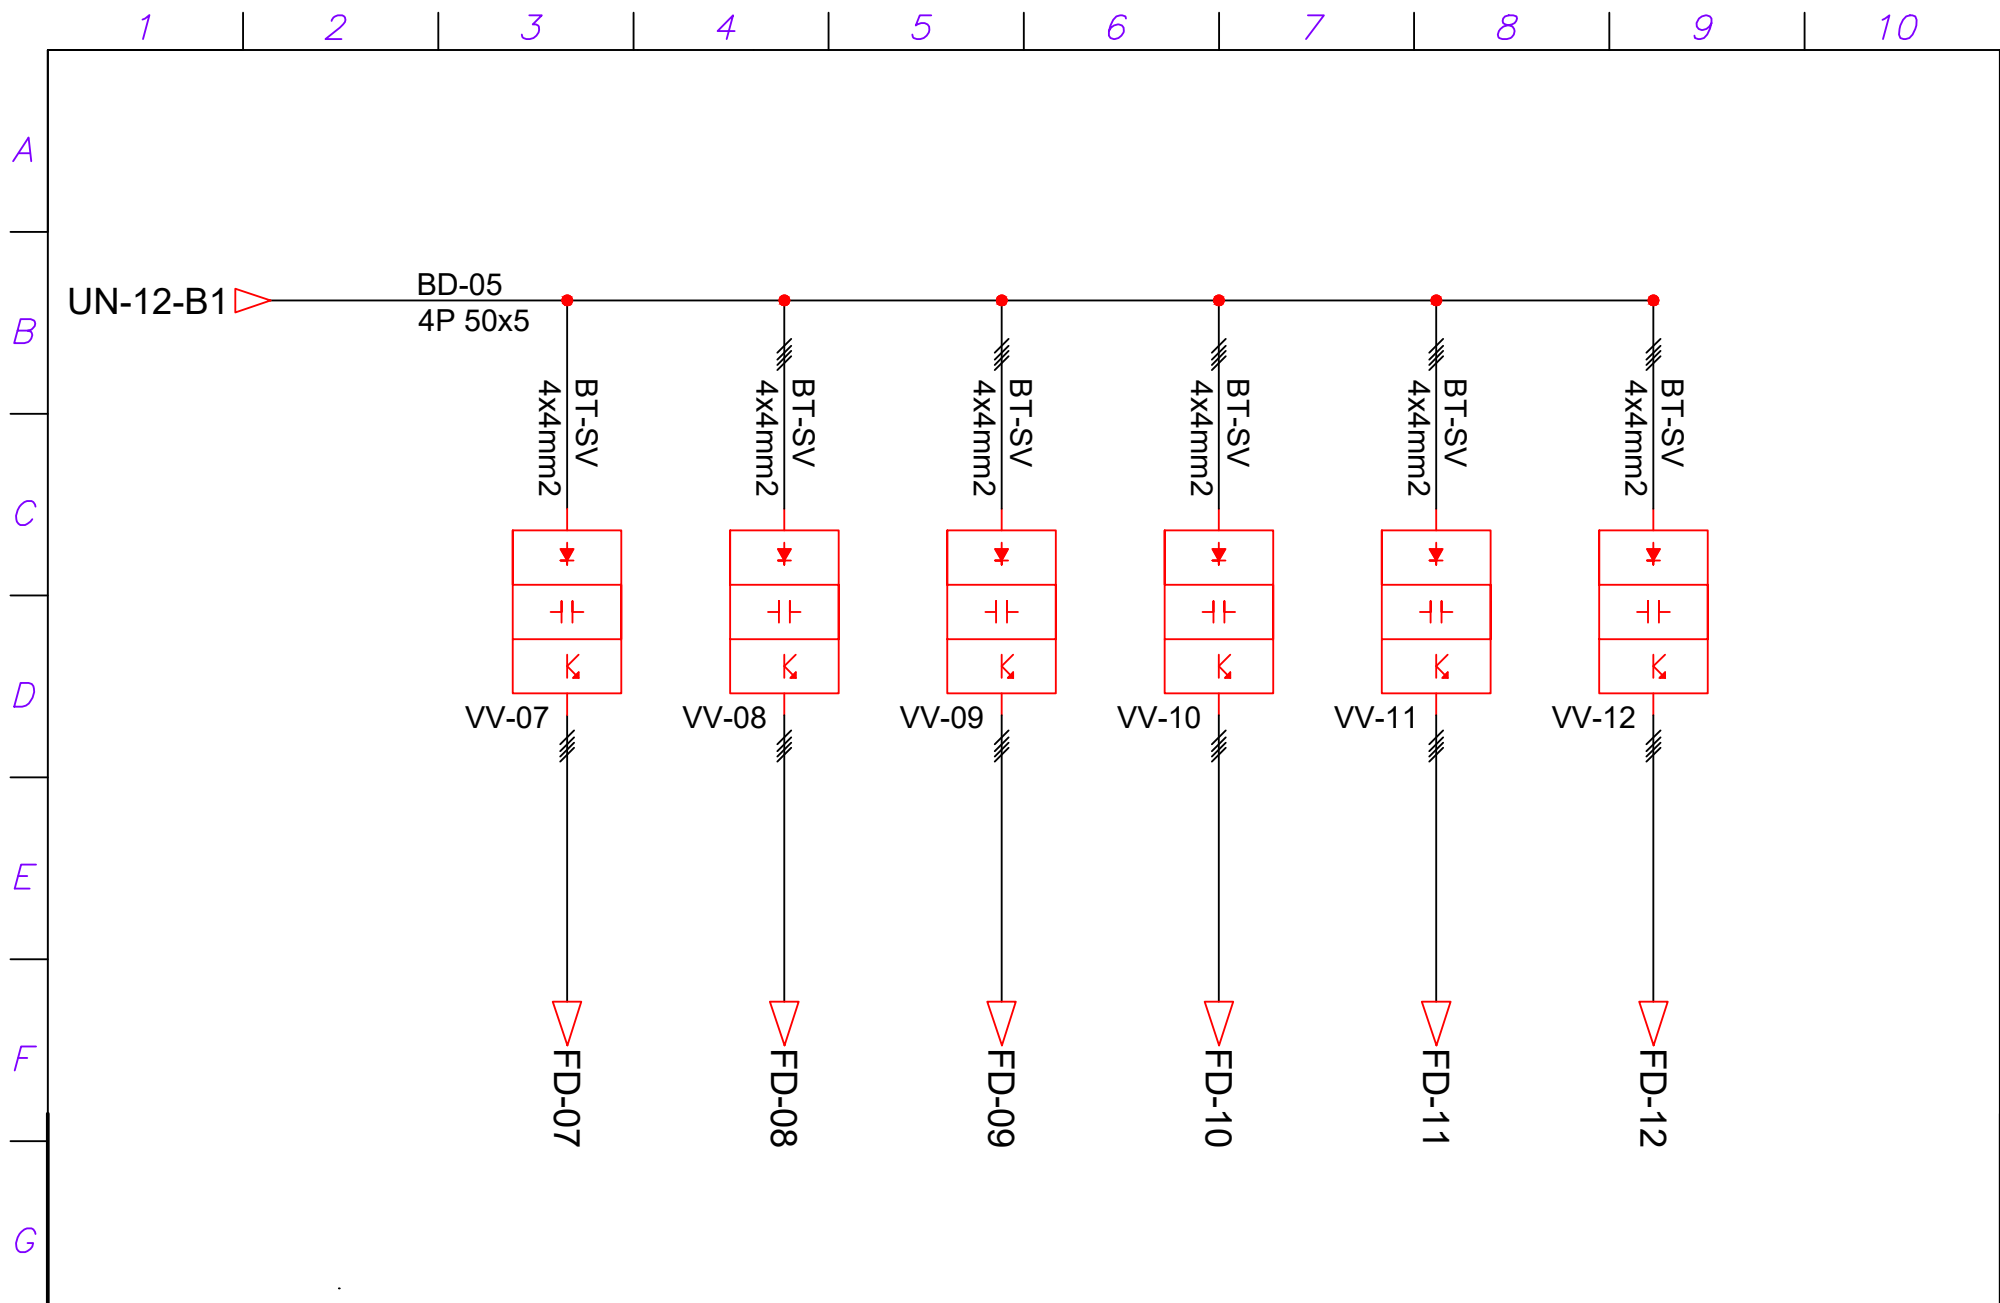 1 2 3 4 5 6 7 8 9 10
A
BD-05
UN-12-B1
4P 50x5
B
BT-SV BT-SV BT-SV BT-SV BT-SV BT-SV
4x4mm2 4x4mm2 4x4mm2 4x4mm2 4x4mm2 4x4mm2
C
D
VV-07 VV-08 VV-09 VV-10 VV-11 VV-12
E
F
FD-07 FD-08 FD-09 FD-10 FD-11 FD-12
G